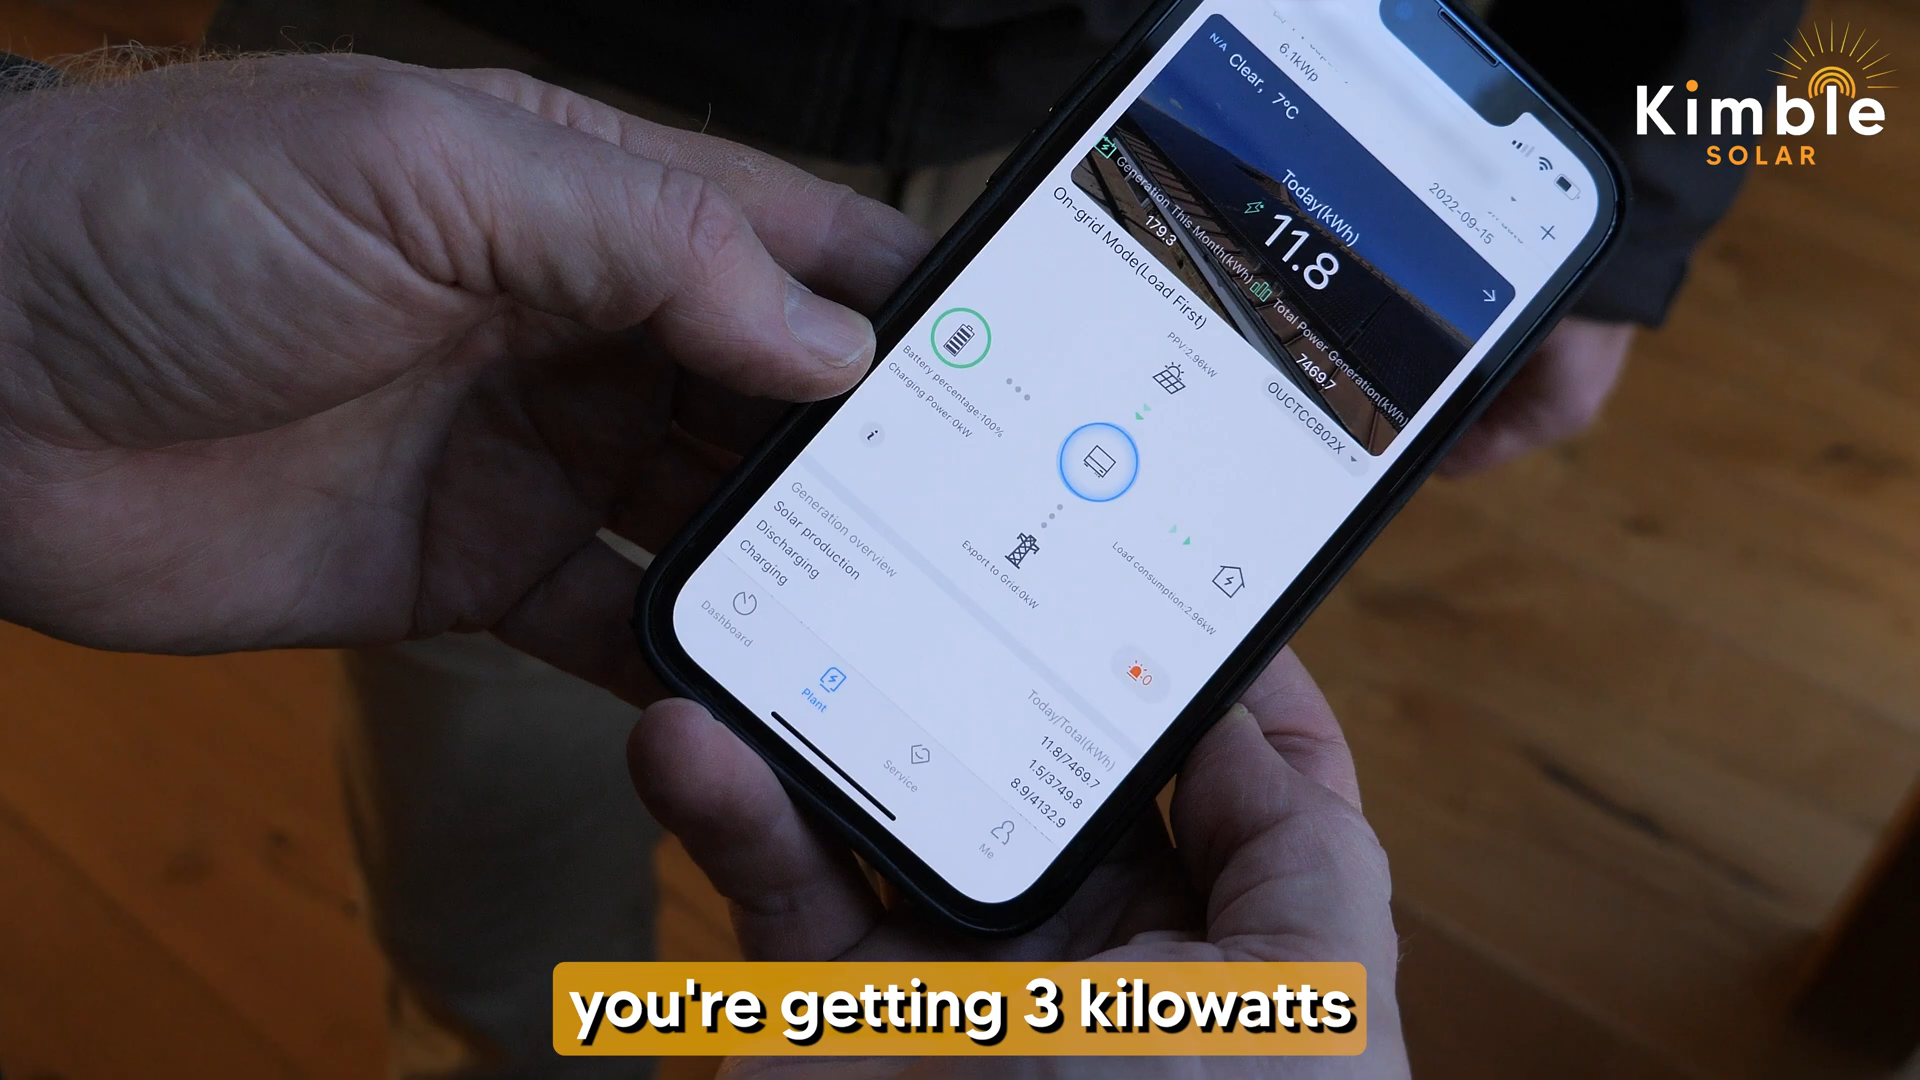 Kimble
SOLAR
6.1kWp
N/A
Clear, 7°C
2022-09-15
Today(kWh)
11.8
Generation This Month(kWh)
179.3
Total Power Generation(kWh)
7469.7
On-grid Mode(Load First)
OUCTCCB02X
PPV:2.96kW
Battery percentage:100%
Charging Power:0kW
Export to Grid:0kW
Load consumption:2.96kW
i
0
Generation overview
Today/Total(kWh)
Solar production
11.8/7469.7
Discharging
1.5/3749.8
Charging
8.9/4132.9
Dashboard
Plant
Service
Me
you're getting 3 kilowatts